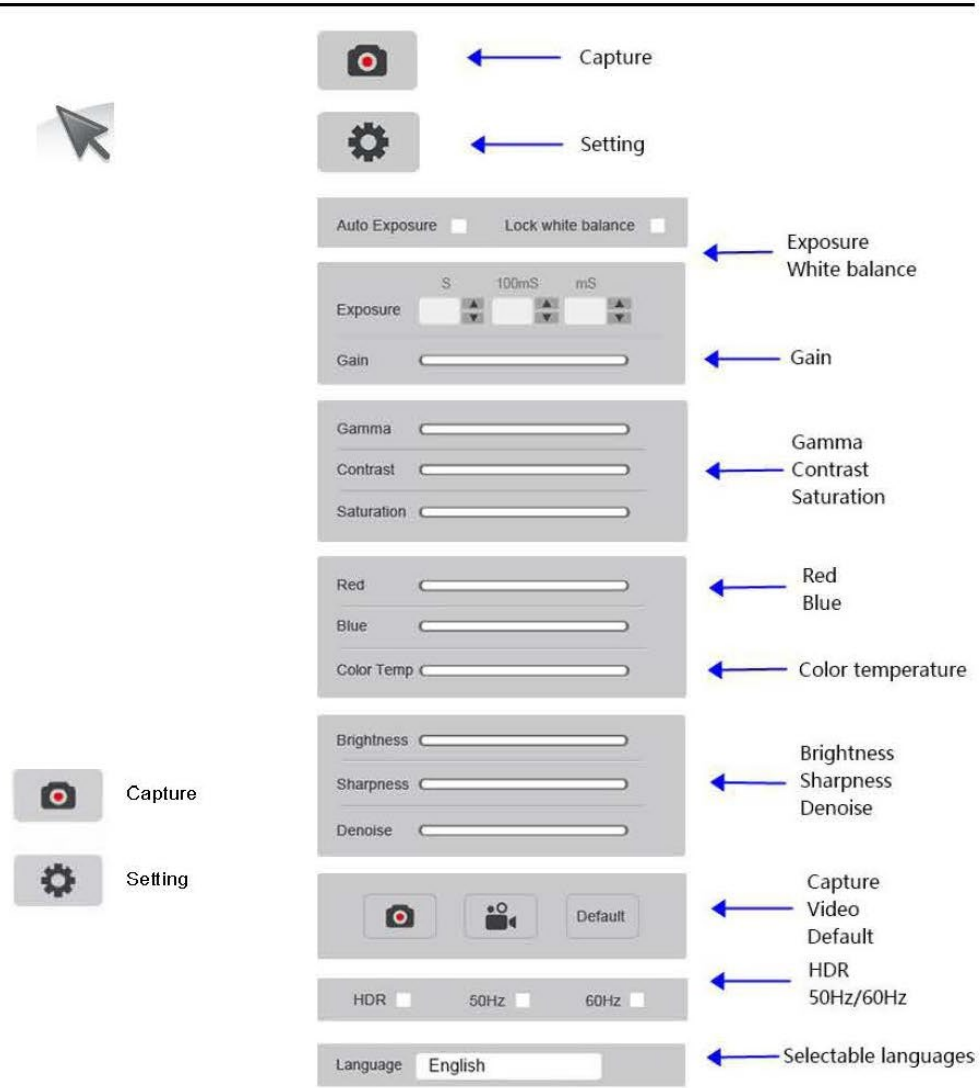 Capture
Setting
Auto Exposure Lock white balance
Exposure
White balance
S 100mS mS
Exposure
Gain
Gain
Gamma
Contrast
Saturation
Gamma
Contrast
Saturation
Red
Blue
Color Temp
Red
Blue
Color temperature
Brightness
Sharpness
Denoise
Brightness
Sharpness
Denoise
Capture
Setting
Default
Capture
Video
Default
HDR 50Hz 60Hz
HDR
50Hz/60Hz
Language English
Selectable languages